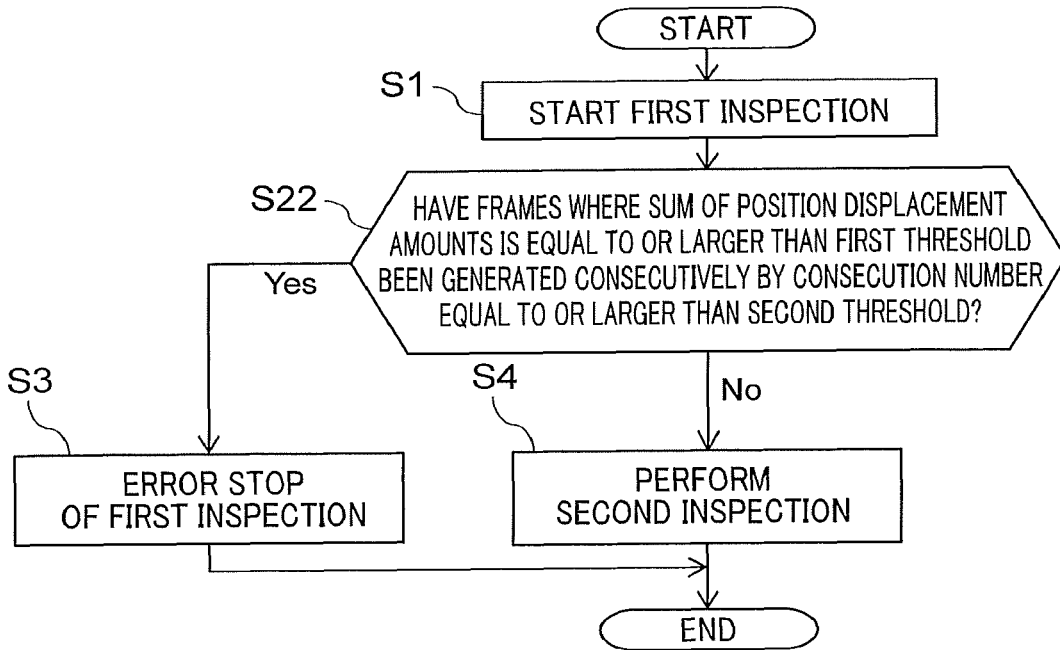 START
S1
START FIRST INSPECTION
S22
HAVE FRAMES WHERE SUM OF POSITION DISPLACEMENT
AMOUNTS IS EQUAL TO OR LARGER THAN FIRST THRESHOLD
BEEN GENERATED CONSECUTIVELY BY CONSECUTION NUMBER
EQUAL TO OR LARGER THAN SECOND THRESHOLD?
Yes
No
S3
ERROR STOP
OF FIRST INSPECTION
S4
PERFORM
SECOND INSPECTION
END